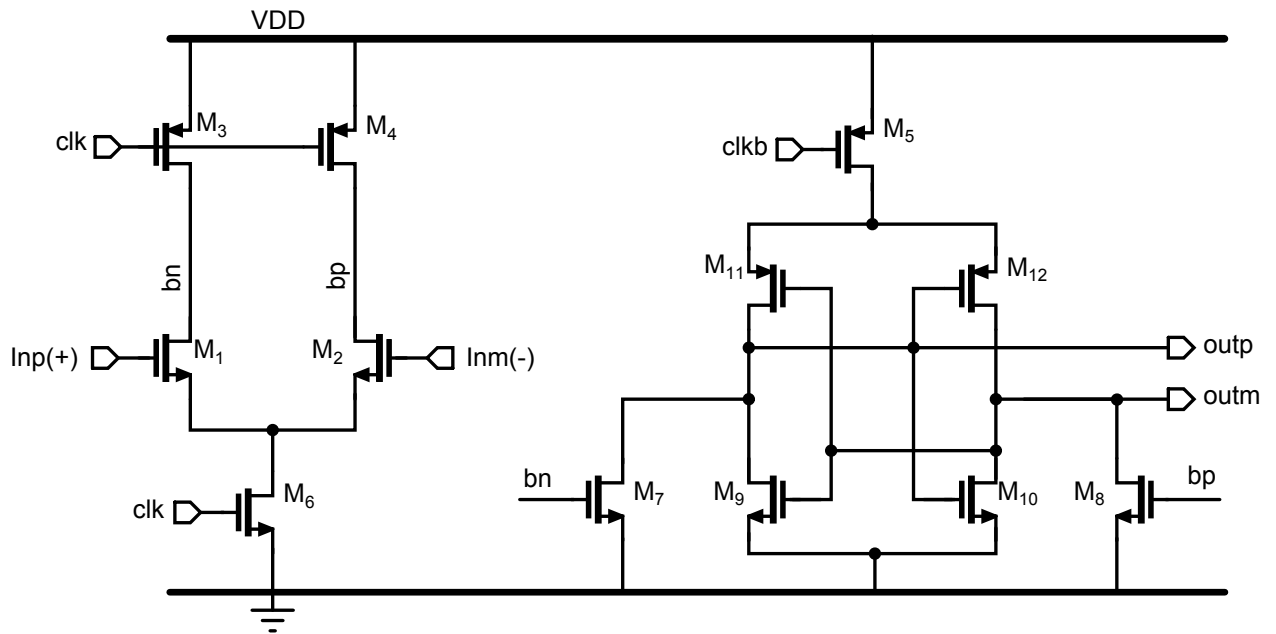 VDD
clk
M3
M4
clkb
M5
bn
bp
M11
M12
Inp(+)
M1
M2
Inm(-)
outp
outm
clk
M6
bn
M7
M9
M10
M8
bp